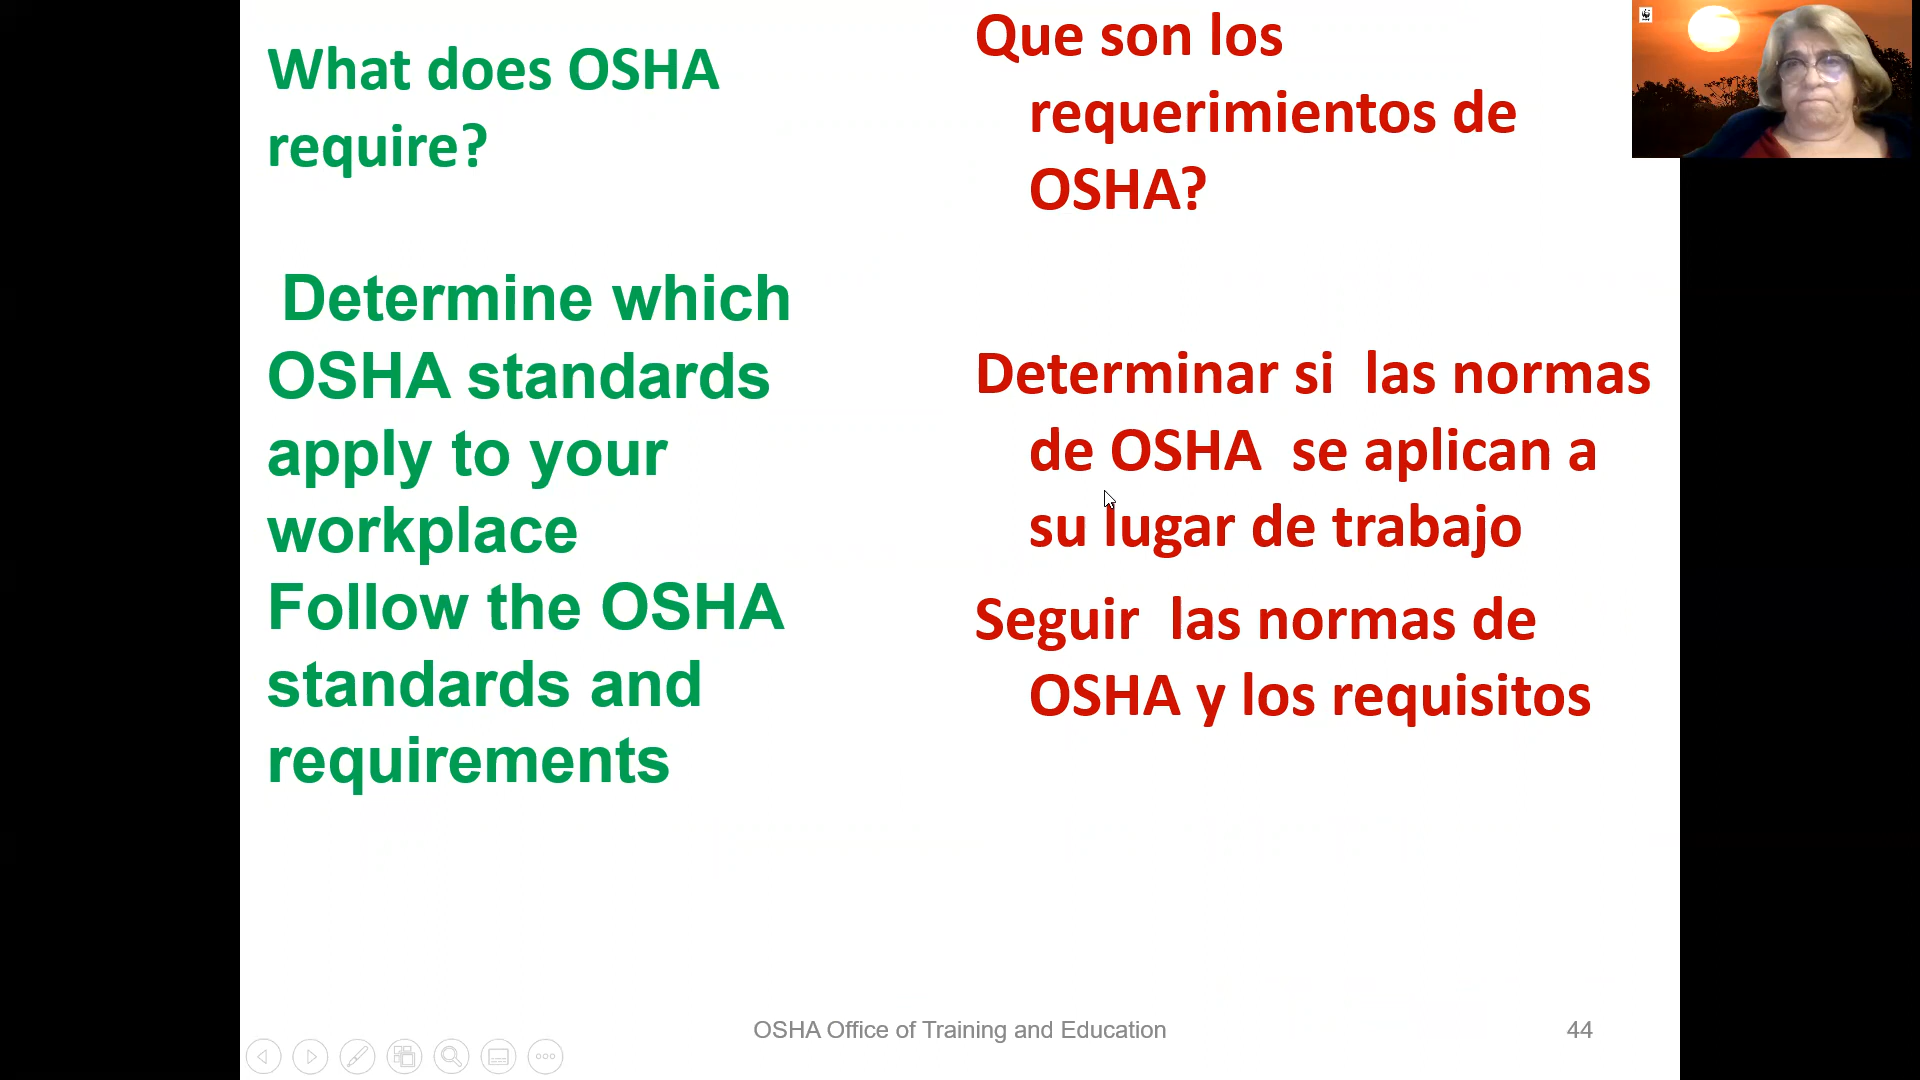 What does OSHA
require?
Determine which
OSHA standards
apply to your
workplace
Follow the OSHA
standards and
requirements
Que son los
requerimientos de
OSHA?
Determinar si las normas
de OSHA se aplican a
su lugar de trabajo
Seguir las normas de
OSHA y los requisitos
OSHA Office of Training and Education
44